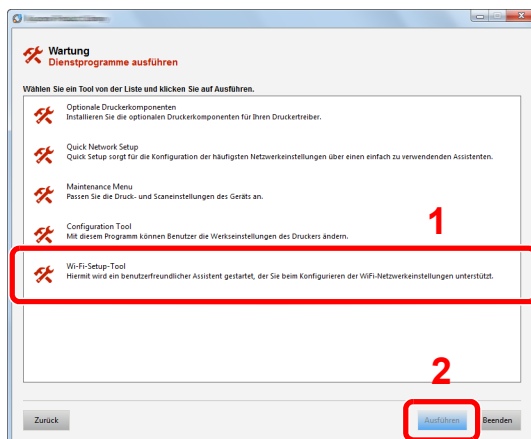 Wartung
Dienstprogramme ausführen
Wählen Sie ein Tool von der Liste und klicken Sie auf Ausführen.
Optionale Druckerkomponenten
Installieren Sie die optionalen Druckerkomponenten für Ihren Druckertreiber.
Quick Network Setup
Quick Setup sorgt für die Konfiguration der häufigsten Netzwerkeinstellungen über einen einfach zu verwendenden Assistenten.
Maintenance Menu
Passen Sie die Druck- und Scaneinstellungen des Geräts an.
1
Configuration Tool
Mit diesem Programm können Benutzer die Werkseinstellungen des Druckers ändern.
Wi-Fi-Setup-Tool
Hiermit wird ein benutzerfreundlicher Assistent gestartet, der Sie beim Konfigurieren der WiFi-Netzwerkeinstellungen unterstützt.
2
Zurück Ausführen Beenden